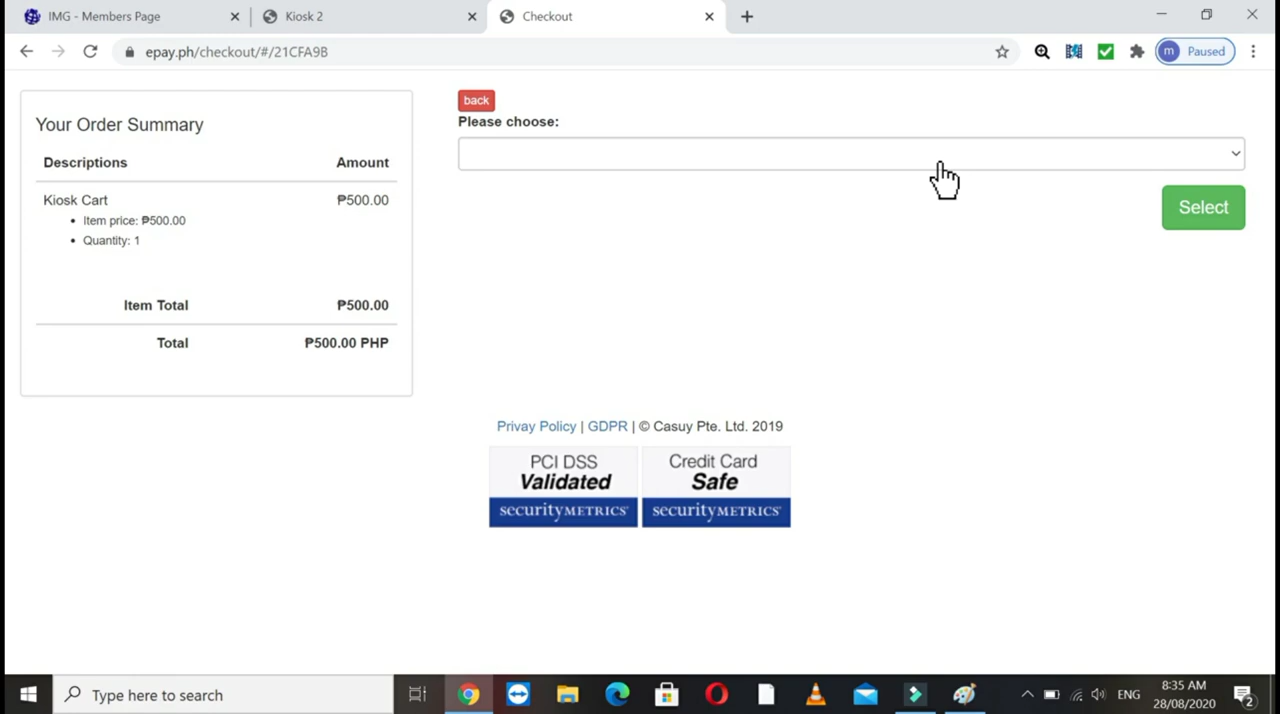 IMG - Members Page
Kiosk 2
Checkout
epay.ph/checkout/#/21CFA9B
m Paused
Your Order Summary
Descriptions Amount
Kiosk Cart ₱500.00
• Item price: ₱500.00
• Quantity: 1
Item Total ₱500.00
Total ₱500.00 PHP
back
Please choose:
Select
Privay Policy | GDPR | © Casuy Pte. Ltd. 2019
PCI DSS
Validated
securityMETRICS®
Credit Card
Safe
securityMETRICS®
Type here to search
ENG
8:35 AM
28/08/2020
2